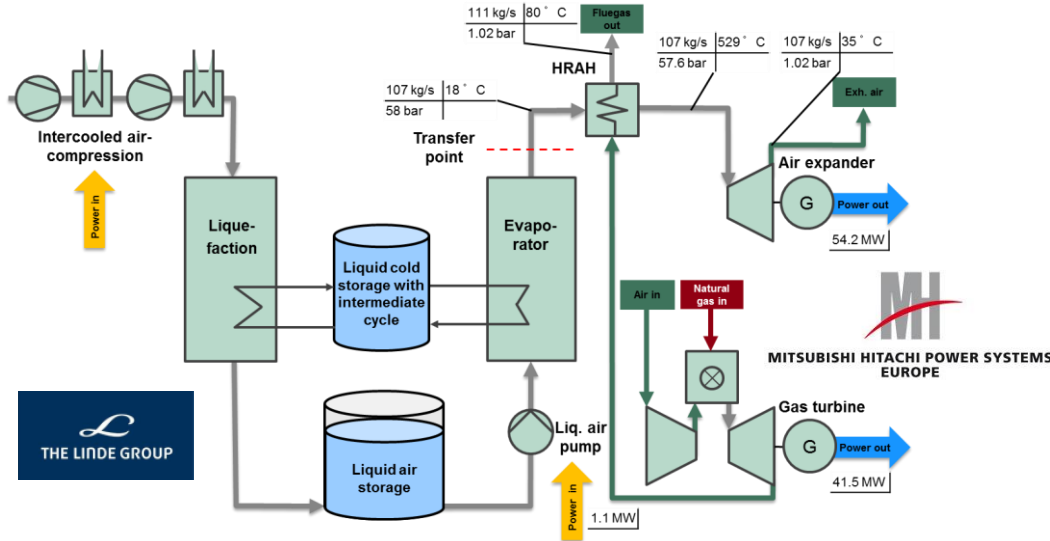 111 kg/s 80° C
1.02 bar
Fluegas
out
HRAH
107 kg/s 529° C
57.6 bar
107 kg/s 35° C
1.02 bar
Exh. air
107 kg/s 18° C
58 bar
Transfer
point
Intercooled air-
compression
Power in
Air expander
G
Power out
54.2 MW
Lique-
faction
Evapo-
rator
Liquid cold
storage with
intermediate
cycle
Air in
Natural
gas in
MH
MITSUBISHI HITACHI POWER SYSTEMS
EUROPE
Gas turbine
G
Power out
41.5 MW
L
THE LINDE GROUP
Liquid air
storage
Liq. air
pump
Power in
1.1 MW